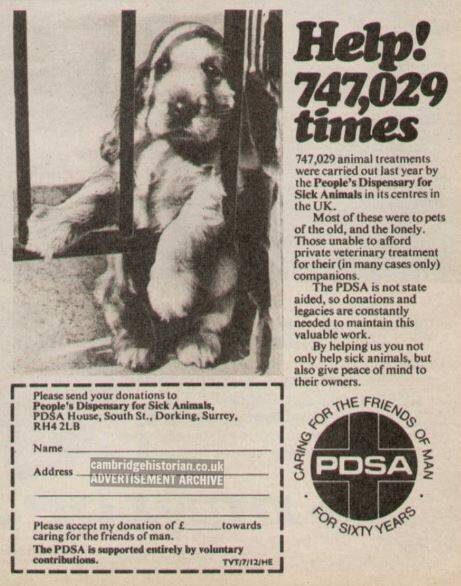 Help!
747,029
times
747,029 animal treatments
were carried out last year by
the People's Dispensary for
Sick Animals in its centres in
the UK.
Most of these were to pets
of the old, and the lonely.
Those unable to afford
private veterinary treatment
for their (in many cases only)
companions.
The PDSA is not state
aided, so donations and
legacies are constantly
needed to maintain this
valuable work.
By helping us you not
only help sick animals, but
also give peace of mind to
their owners.
CARING FOR THE FRIENDS OF MAN
PDSA
· FOR SIXTY YEARS ·
Please send your donations to
People's Dispensary for Sick Animals,
PDSA House, South St., Dorking, Surrey,
RH4 2LB
Name
Address
cambridgehistorian.co.uk
ADVERTISEMENT ARCHIVE
Please accept my donation of £ towards
caring for the friends of man.
The PDSA is supported entirely by voluntary
contributions.
TVT/7/12/HE